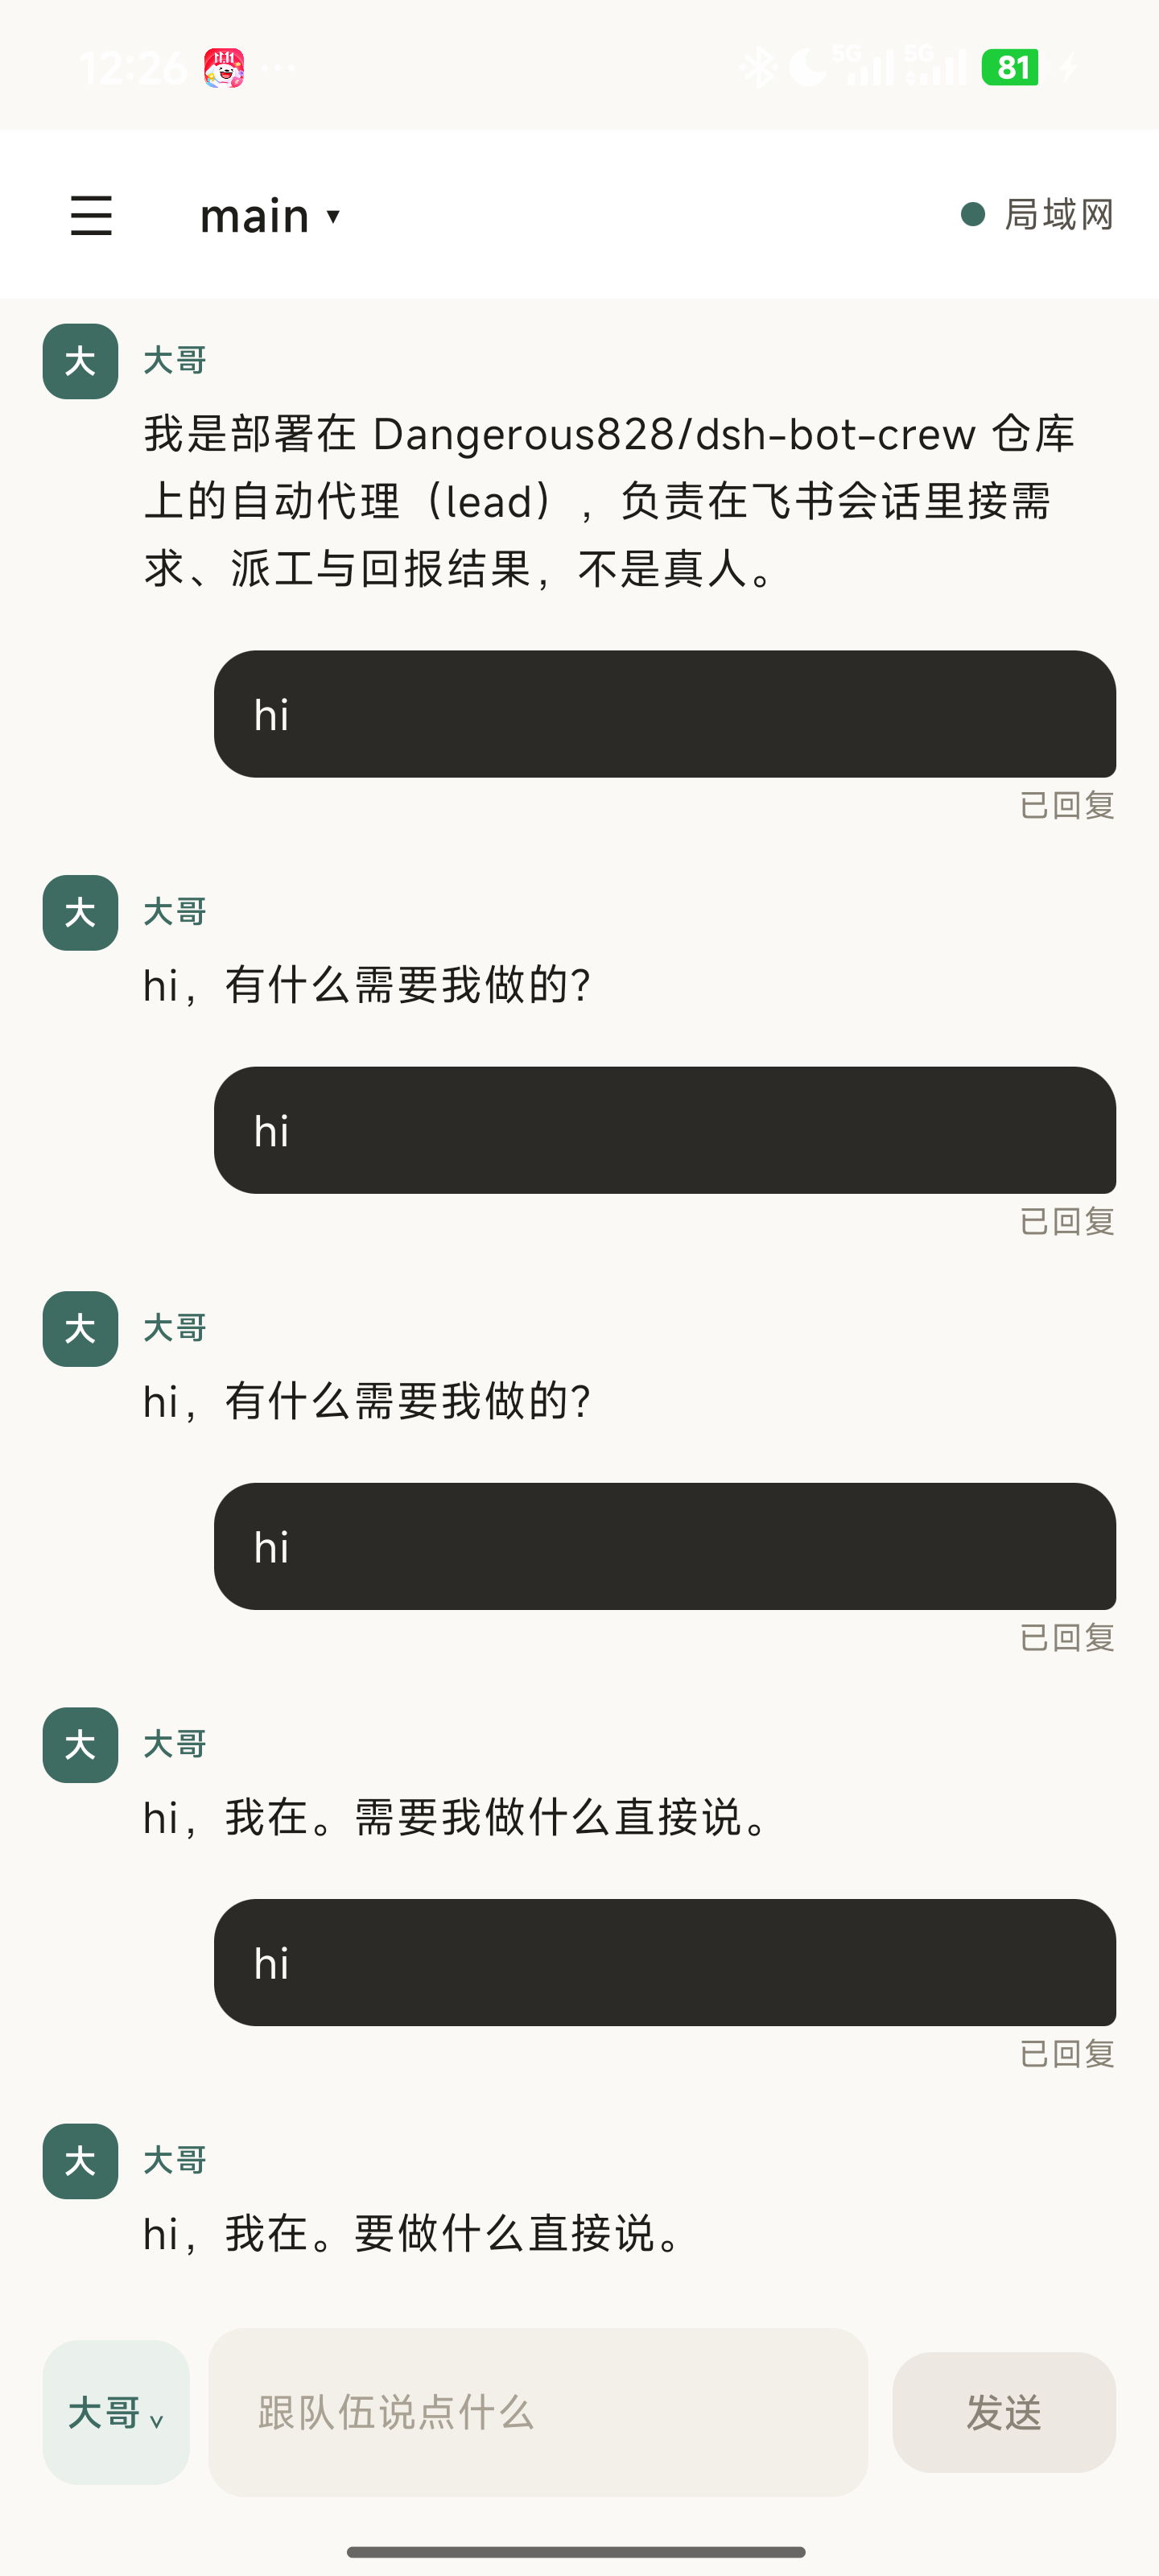 12:26
5G 5G 81
main
局域网
大 大哥
我是部署在 Dangerous828/dsh-bot-crew 仓库
上的自动代理（lead），负责在飞书会话里接需
求、派工与回报结果，不是真人。
hi
已回复
大 大哥
hi，有什么需要我做的？
hi
已回复
大 大哥
hi，有什么需要我做的？
hi
已回复
大 大哥
hi，我在。需要我做什么直接说。
hi
已回复
大 大哥
hi，我在。要做什么直接说。
大哥
跟队伍说点什么
发送